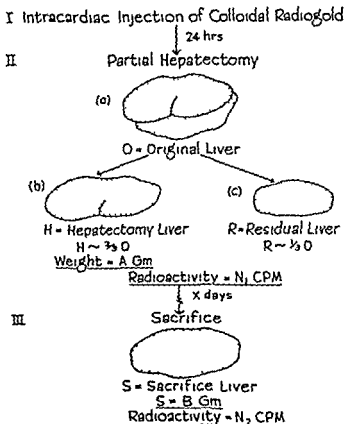 I Intracardiac Injection of Colloidal Radiogold
24 hrs
II Partial Hepatectomy
(a)
O = Original Liver
(b) (c)
H = Hepatectomy Liver R = Residual Liver
H ~ ⅔ O R ~ ⅓ O
Weight = A Gm
Radioactivity = N₁ CPM
X days
III Sacrifice
S = Sacrifice Liver
S = B Gm
Radioactivity = N₂ CPM